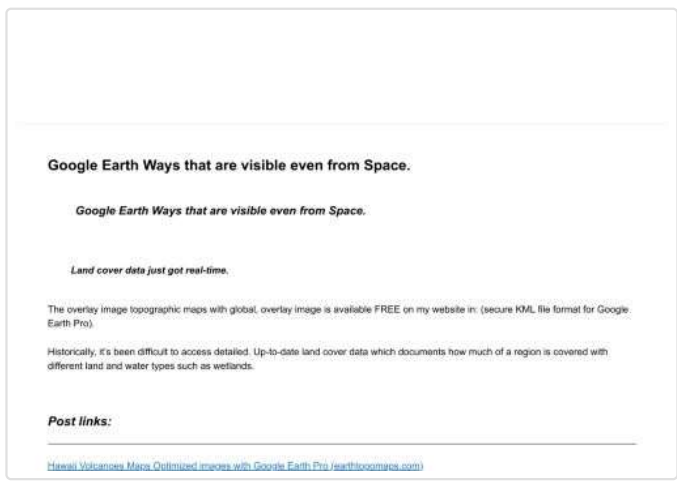 Google Earth Ways that are visible even from Space.
Google Earth Ways that are visible even from Space.
Land cover data just got real-time.
The overlay image topographic maps with global, overlay image is available FREE on my website in: (secure KML file format for Google
Earth Pro).
Historically, it's been difficult to access detailed. Up-to-date land cover data which documents how much of a region is covered with
different land and water types such as wetlands.
Post links:
Hawaii Volcanoes Maps Optimized images with Google Earth Pro (earthtopomaps.com)